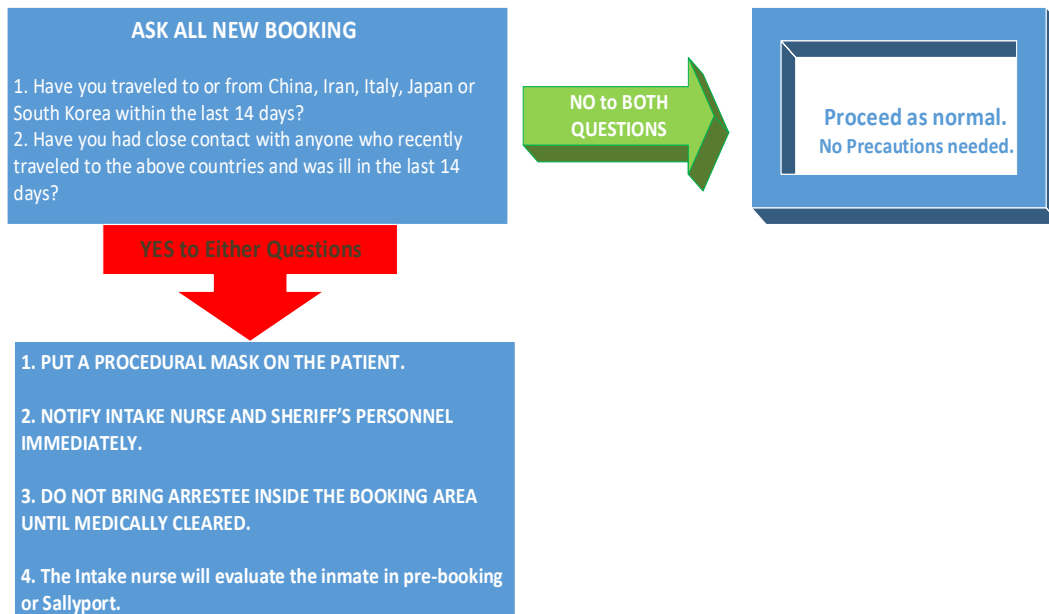 ASK ALL NEW BOOKING
1. Have you traveled to or from China, Iran, Italy, Japan or
South Korea within the last 14 days?
2. Have you had close contact with anyone who recently
traveled to the above countries and was ill in the last 14
days?
NO to BOTH
QUESTIONS
Proceed as normal.
No Precautions needed.
YES to Either Questions
1. PUT A PROCEDURAL MASK ON THE PATIENT.
2. NOTIFY INTAKE NURSE AND SHERIFF’S PERSONNEL
IMMEDIATELY.
3. DO NOT BRING ARRESTEE INSIDE THE BOOKING AREA
UNTIL MEDICALLY CLEARED.
4. The Intake nurse will evaluate the inmate in pre-booking
or Sallyport.